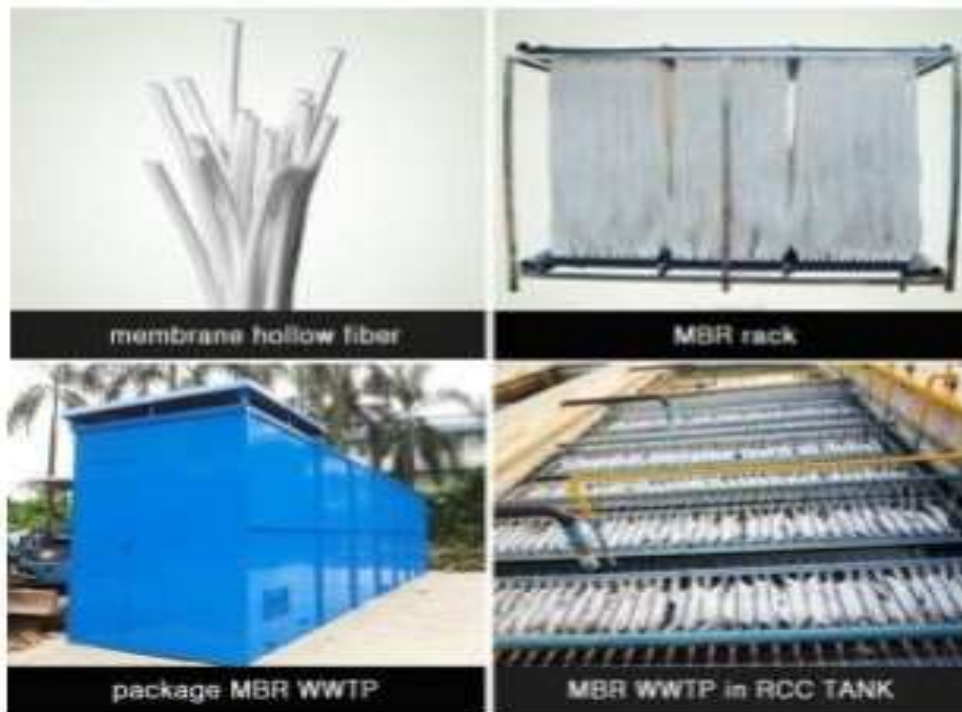 membrane hollow fiber
MBR rack
package MBR WWTP
MBR WWTP in RCC TANK